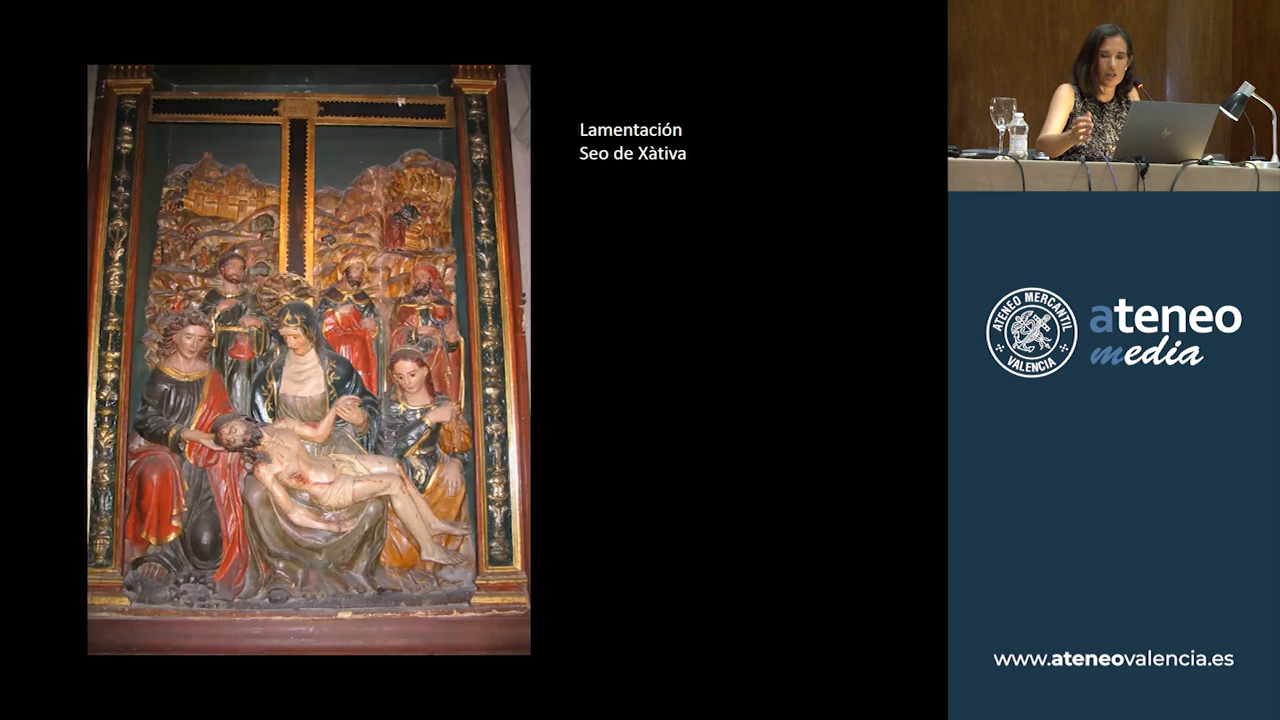 Lamentación
Seo de Xàtiva
ATENEO MERCANTIL
VALENCIA
ateneo
media
www.ateneovalencia.es